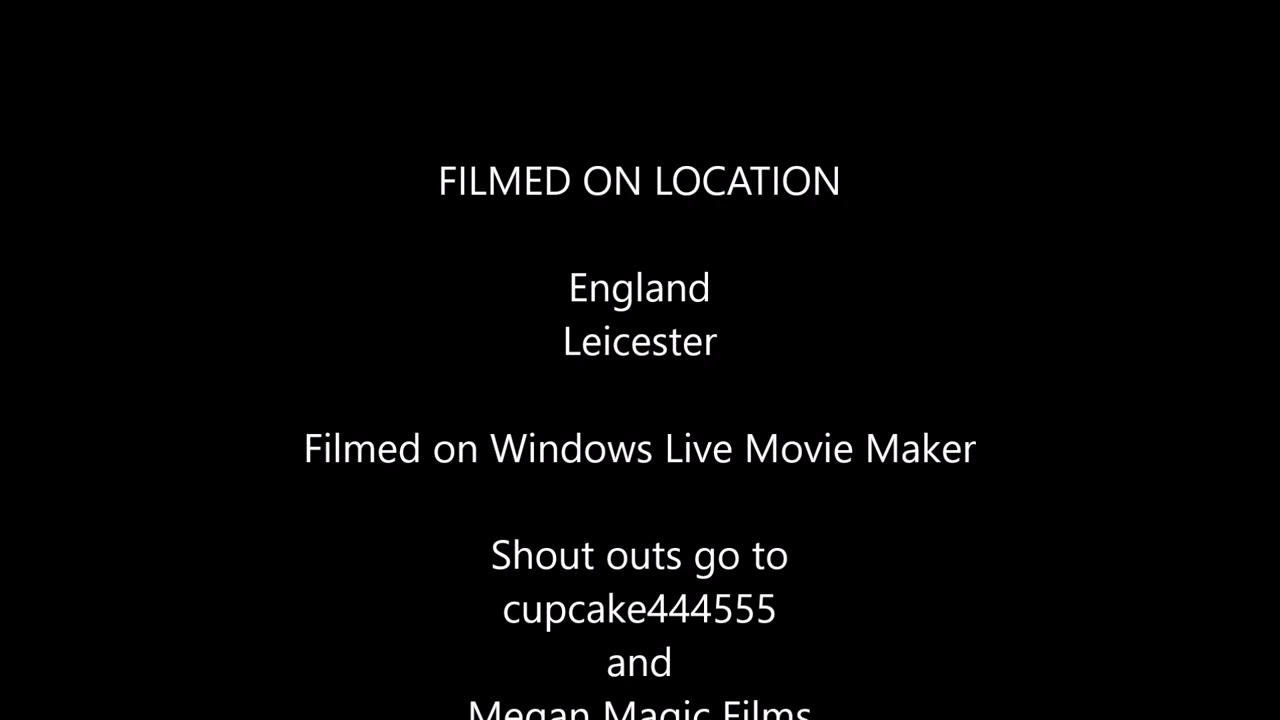 FILMED ON LOCATION
England
Leicester
Filmed on Windows Live Movie Maker
Shout outs go to
cupcake444555
and
Megan Magic Films